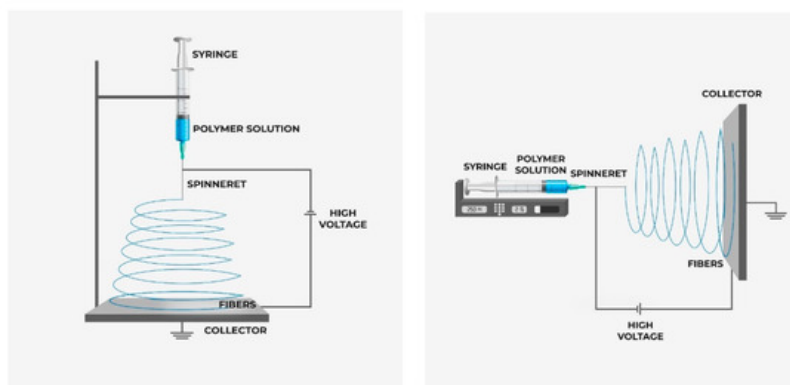 SYRINGE
POLYMER SOLUTION
SPINNERET
HIGH
VOLTAGE
FIBERS
COLLECTOR
COLLECTOR
SYRINGE
POLYMER
SOLUTION
SPINNERET
FIBERS
HIGH
VOLTAGE